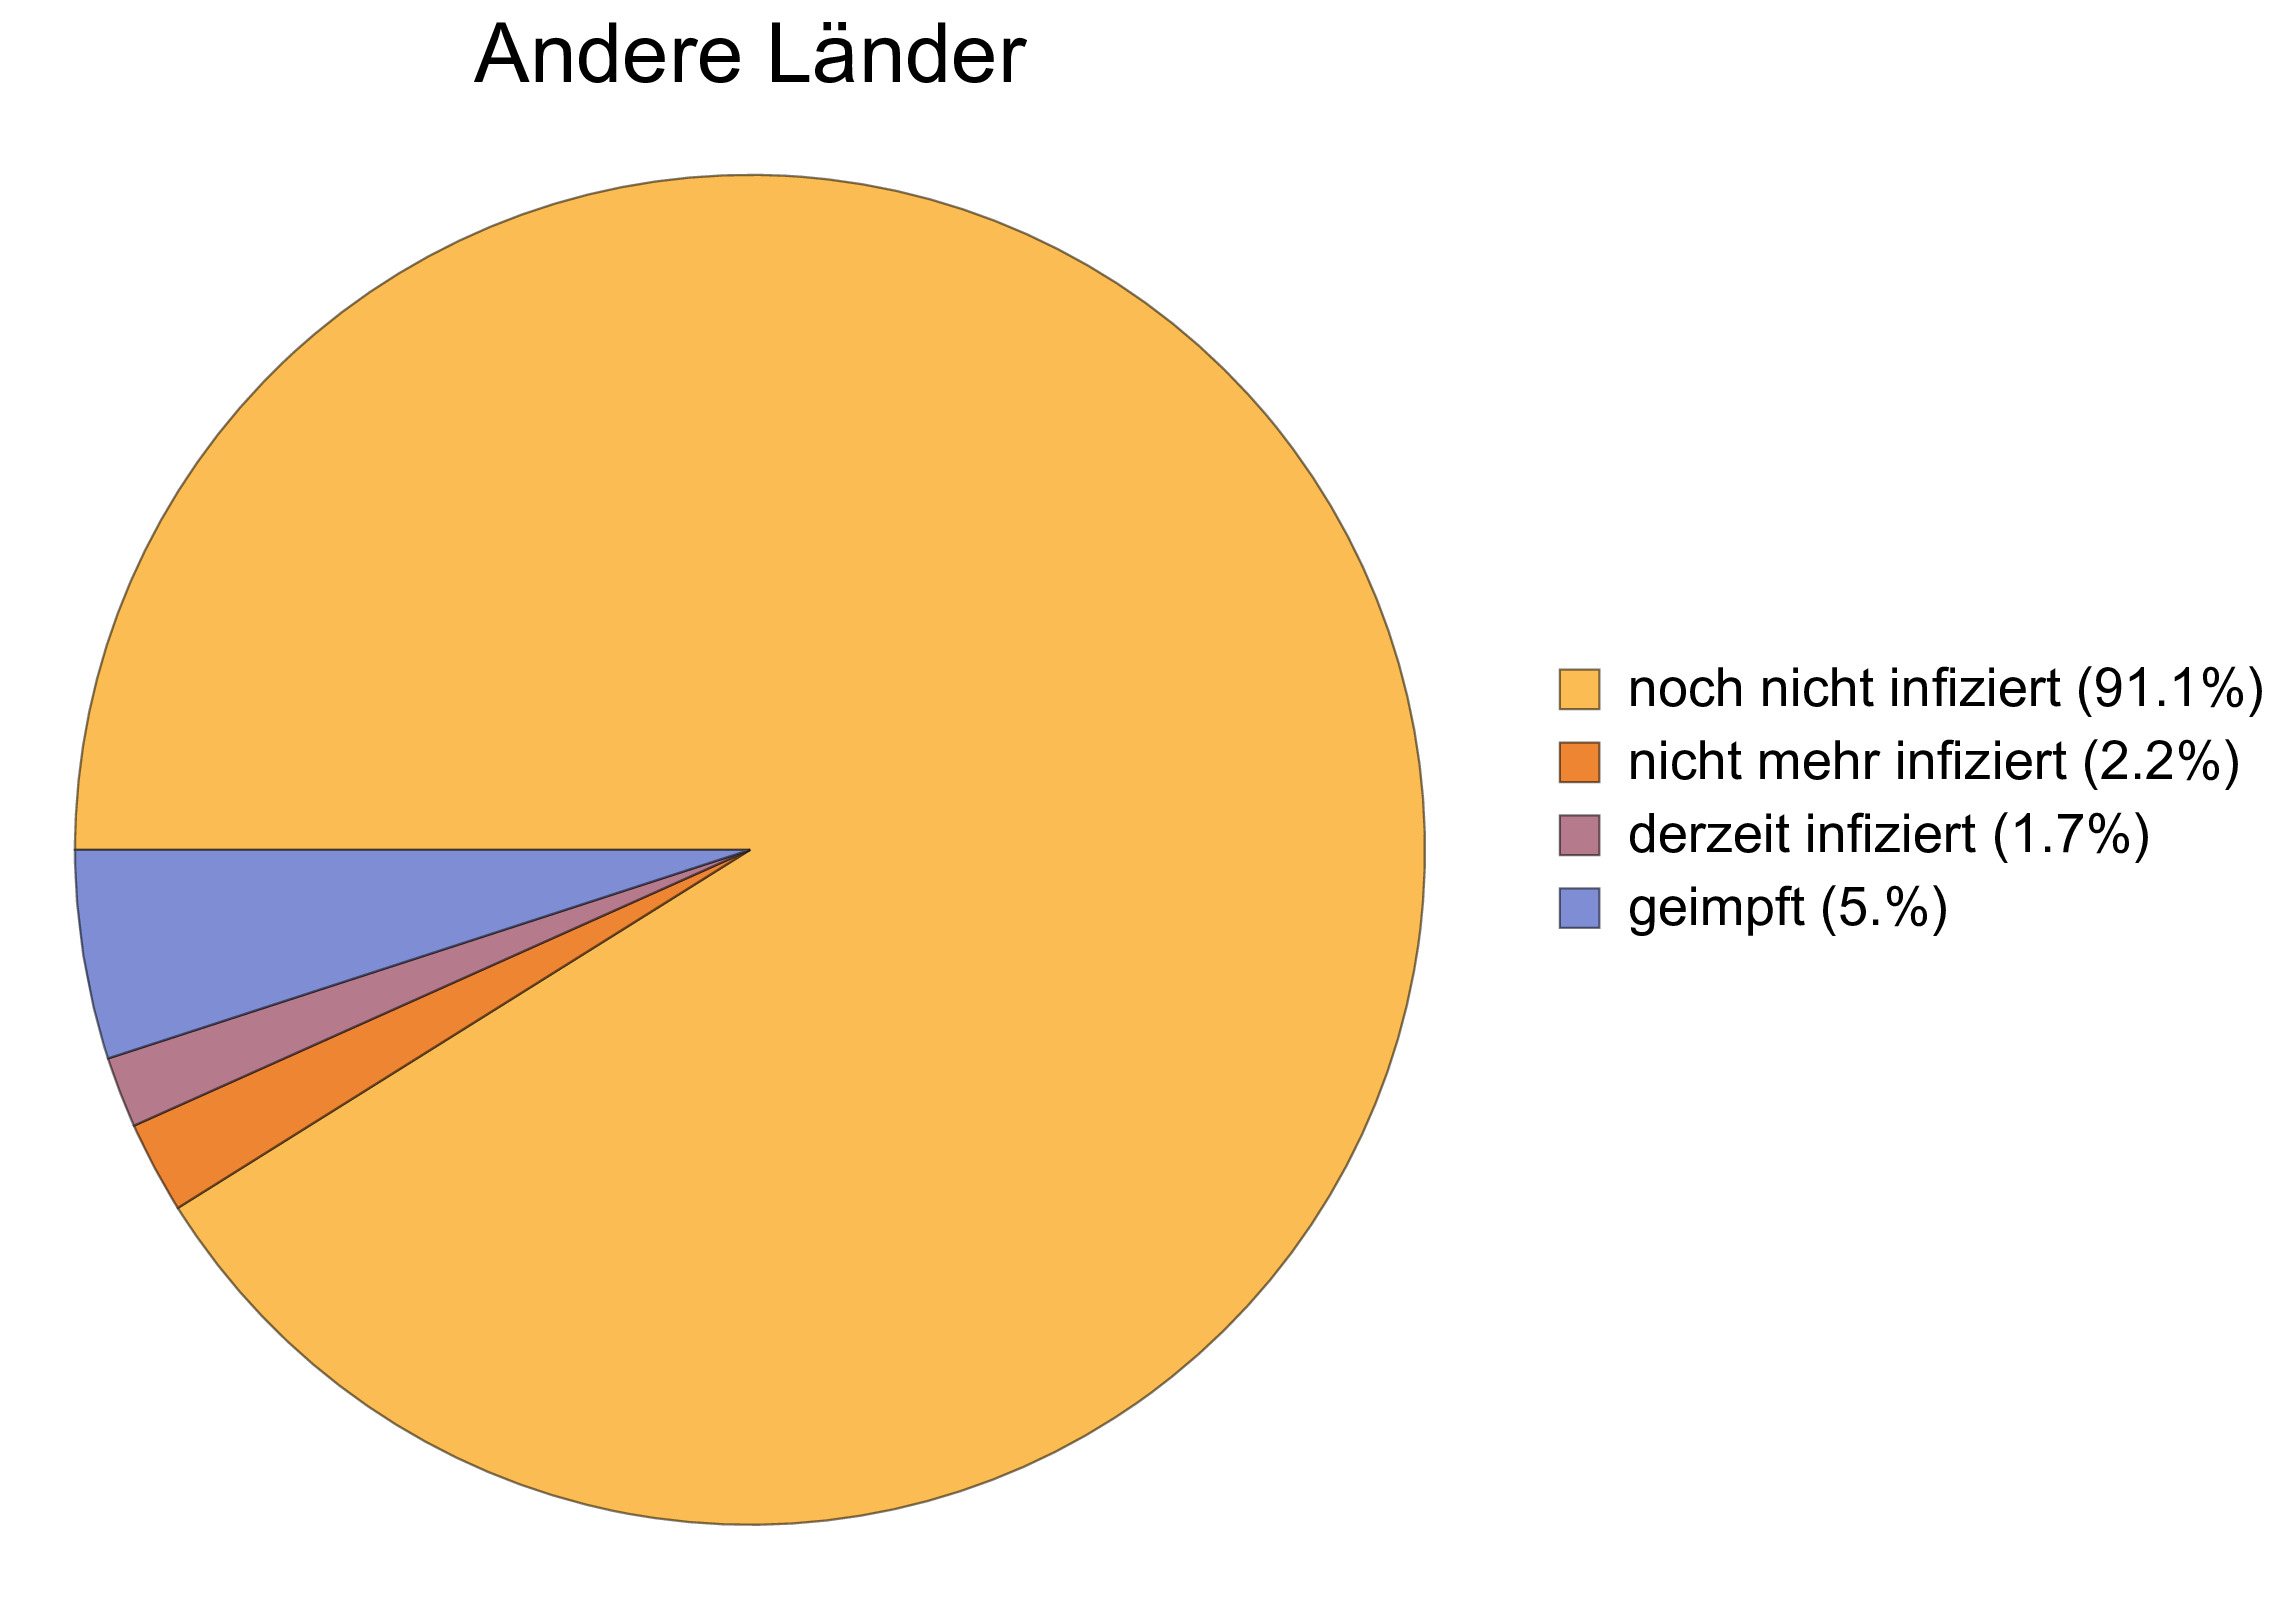 Andere Länder
noch nicht infiziert (91.1%)
nicht mehr infiziert (2.2%)
derzeit infiziert (1.7%)
geimpft (5.%)